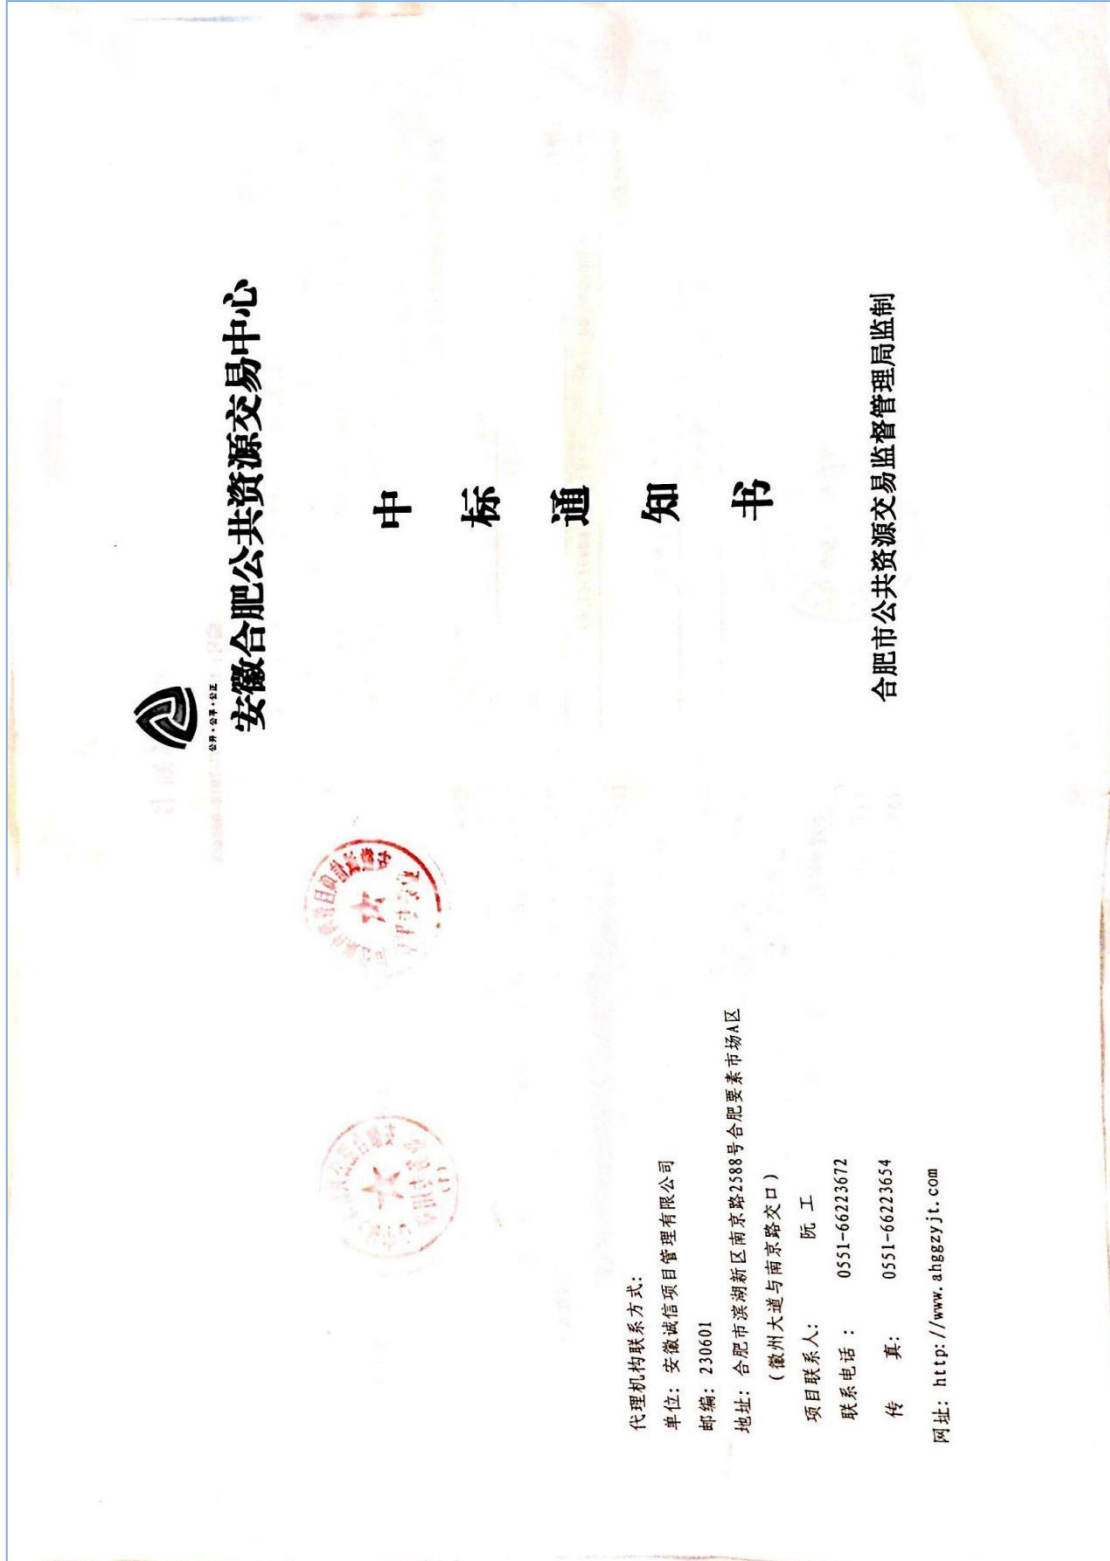 公开·公平·公正
安徽合肥公共资源交易中心
中
标
通
知
书
合肥市公共资源交易监督管理局监制
代理机构联系方式:
单位: 安徽诚信项目管理有限公司
邮编: 230601
地址: 合肥市滨湖新区南京路2588号合肥要素市场A区
(徽州大道与南京路交口)
项目联系人: 阮 工
联系电话: 0551-66223672
传 真: 0551-66223654
网址: http://www.ahggzyjt.com